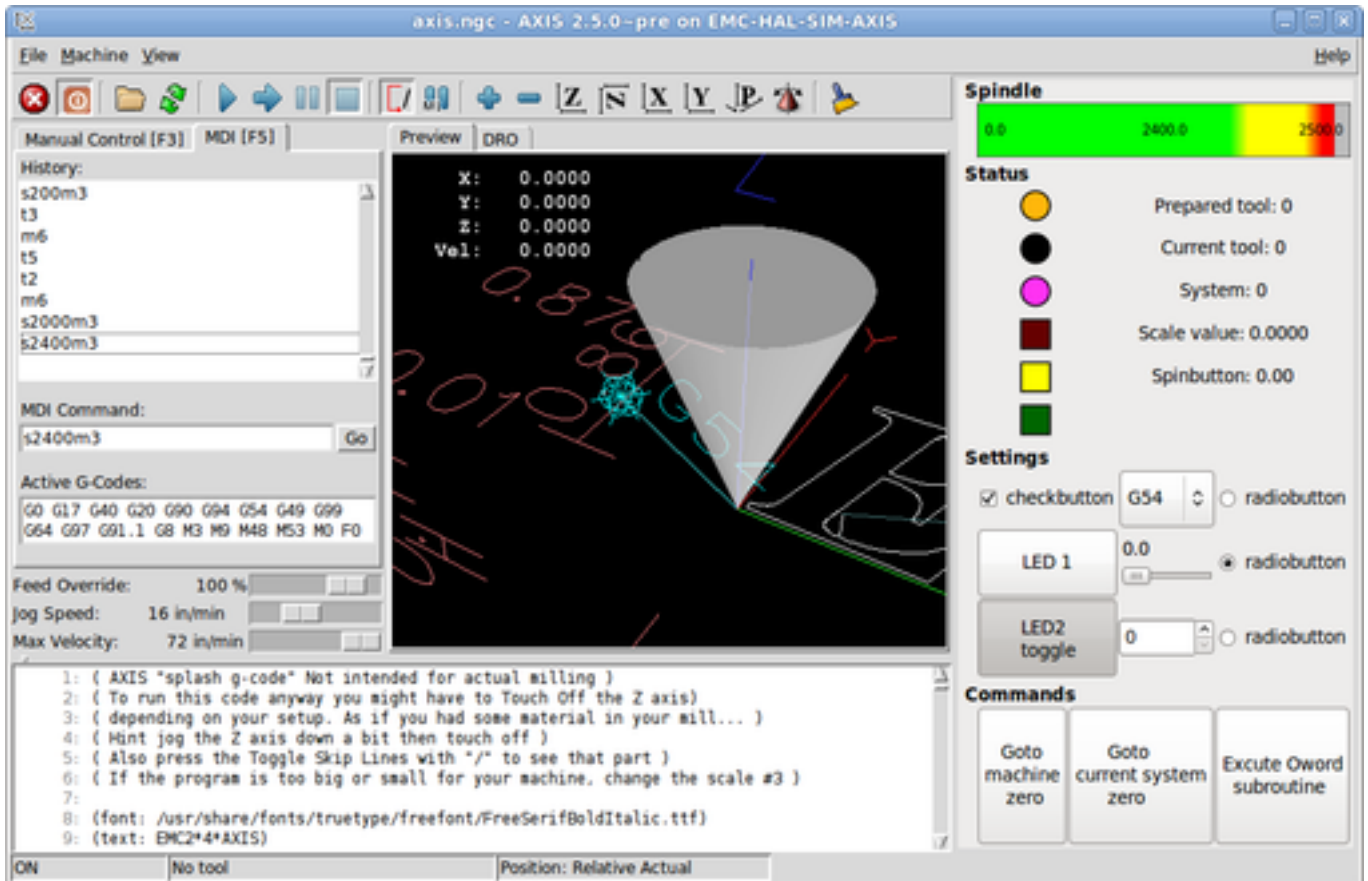 axis.ngc - AXIS 2.5.0~pre on EMC-HAL-SIM-AXIS
File Machine View Help
Z N X Y P
Manual Control [F3] MDI [F5]
History:
s200m3
t3
m6
t5
t2
m6
s2000m3
s2400m3
MDI Command:
s2400m3 Go
Active G-Codes:
G0 G17 G40 G20 G90 G94 G54 G49 G99
G64 G97 G91.1 G8 M3 M9 M48 M53 M0 F0
Feed Override: 100 %
Jog Speed: 16 in/min
Max Velocity: 72 in/min
Preview DRO
X: 0.0000
Y: 0.0000
Z: 0.0000
Vel: 0.0000
G54
Spindle
0.0 2400.0 2500.0
Status
Prepared tool: 0
Current tool: 0
System: 0
Scale value: 0.0000
Spinbutton: 0.00
Settings
checkbutton G54 radiobutton
LED 1 0.0 radiobutton
LED2
toggle 0 radiobutton
Commands
Goto
machine
zero
Goto
current system
zero
Excute Oword
subroutine
1: ( AXIS "splash g-code" Not intended for actual milling )
2: ( To run this code anyway you might have to Touch Off the Z axis)
3: ( depending on your setup. As if you had some material in your mill... )
4: ( Hint jog the Z axis down a bit then touch off )
5: ( Also press the Toggle Skip Lines with "/" to see that part )
6: ( If the program is too big or small for your machine, change the scale #3 )
7:
8: (font: /usr/share/fonts/truetype/freefont/FreeSerifBoldItalic.ttf)
9: (text: EMC2*4*AXIS)
ON No tool Position: Relative Actual